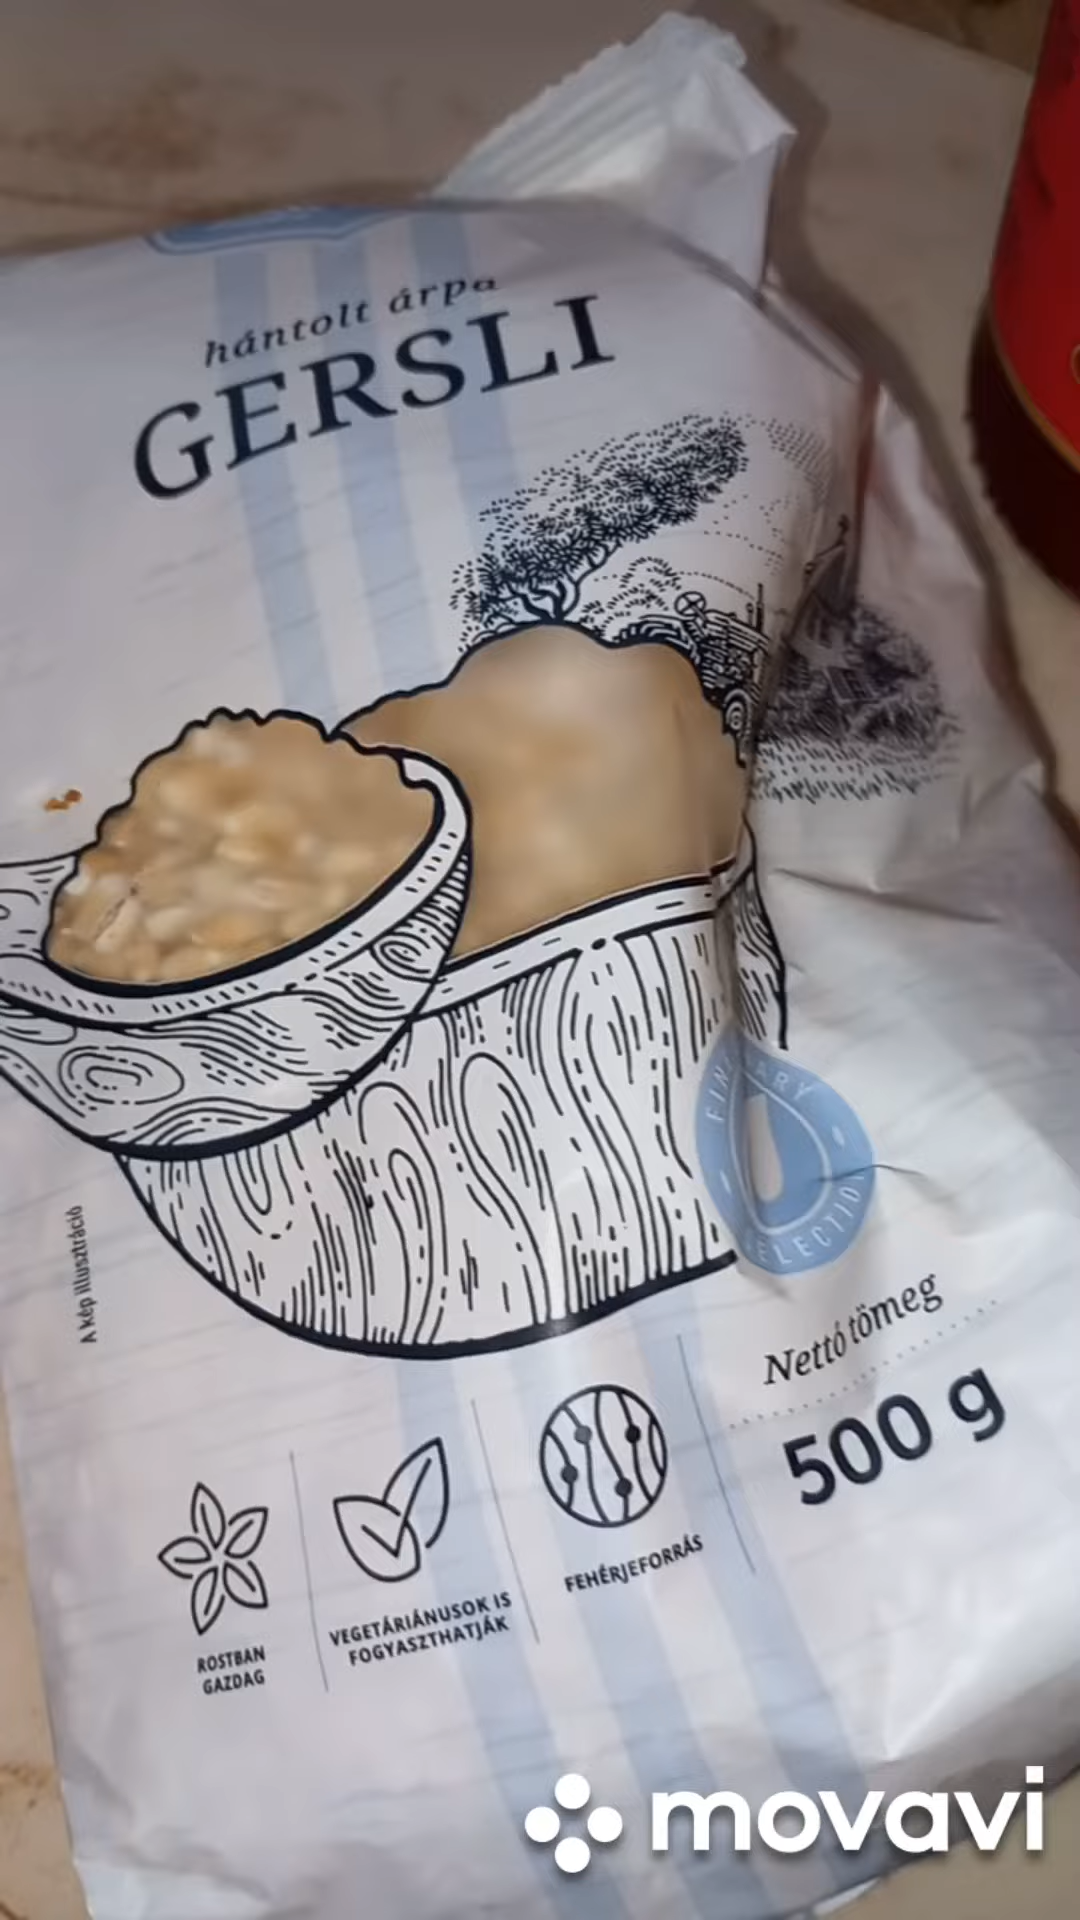 hántolt árpa
GERSLI
A kép illusztráció
Nettó tömeg
500 g
ROSTBAN
GAZDAG
VEGETÁRIÁNUSOK IS
FOGYASZTHATJÁK
FEHÉRJEFORRÁS
movavi